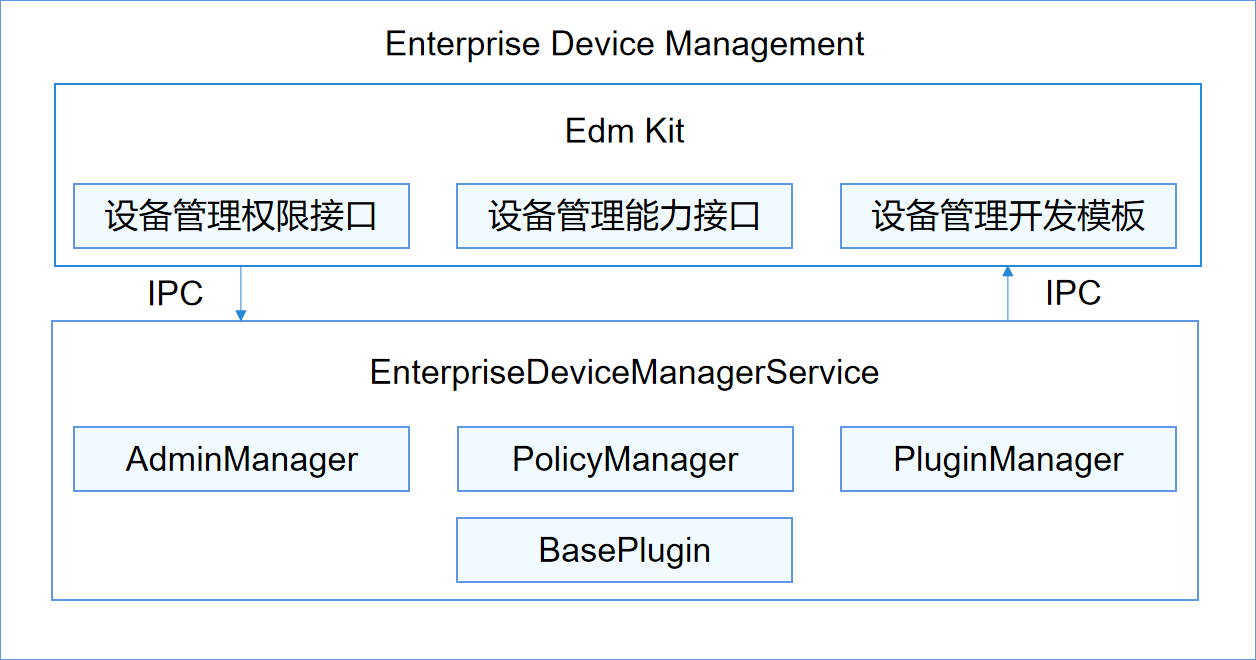 Enterprise Device Management
Edm Kit
设备管理权限接口
设备管理能力接口
设备管理开发模板
IPC
IPC
EnterpriseDeviceManagerService
AdminManager
PolicyManager
PluginManager
BasePlugin